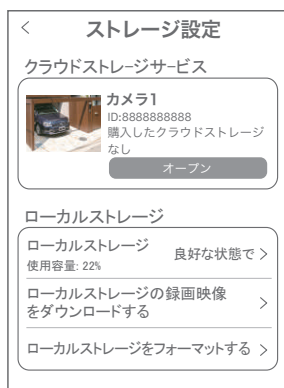 ストレージ設定
クラウドストレ-ジサ-ビス
カメラ1
ID:8888888888
購入したクラウドストレージ
なし
オープン
ローカルストレージ
ローカルストレージ
良好な状態で
使用容量: 22%
ローカルストレージの録画映像
をダウンロードする
ローカルストレージをフォーマットする